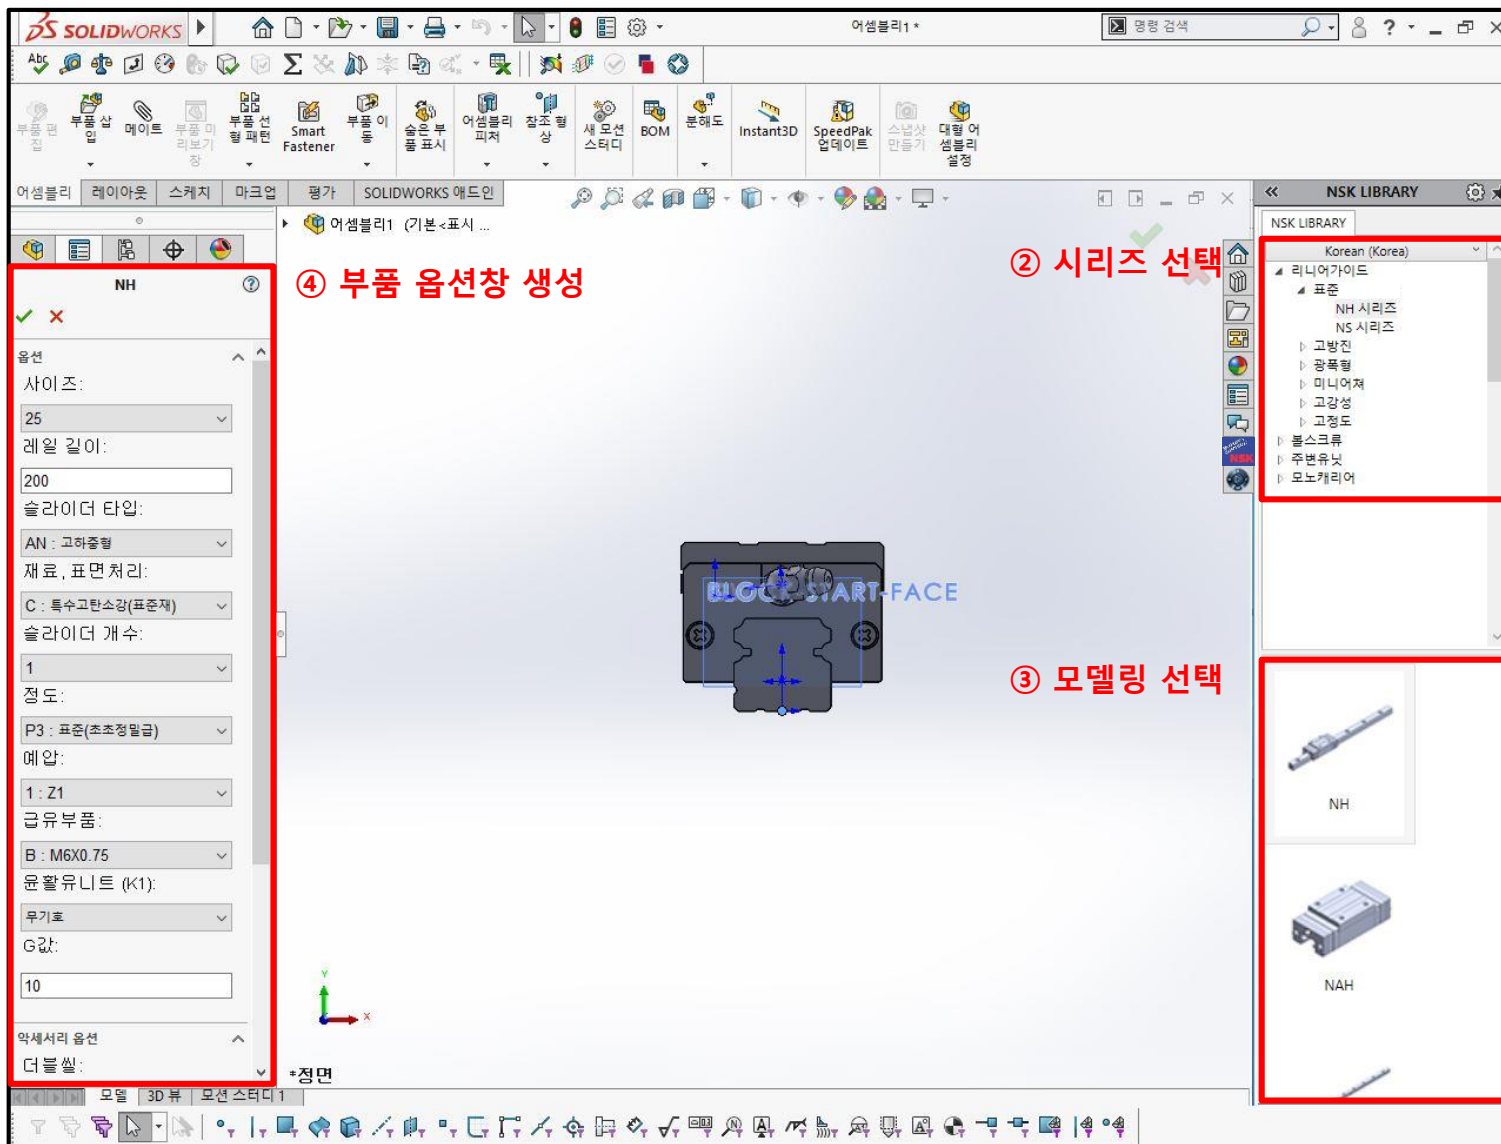 SOLIDWORKS
어셈블리1 *
명령 검색
부품 편집
부품 삽입
메이트
부품 미리보기 창
부품 선형 패턴
Smart Fastener
부품 이동
숨은 부품 표시
어셈블리 피처
참조 형상
새 모션 스터디
BOM
분해도
Instant3D
SpeedPak 업데이트
스냅샷 만들기
대형 어셈블리 설정
어셈블리
레이아웃
스케치
마크업
평가
SOLIDWORKS 애드인
NSK LIBRARY
NSK LIBRARY
어셈블리1 (기본<표시 ...
④ 부품 옵션창 생성
② 시리즈 선택
③ 모델링 선택
NH
옵션
사이즈:
25
레일 길이:
200
슬라이더 타입:
AN : 고하중형
재료,표면처리:
C : 특수고탄소강(표준재)
슬라이더 개수:
1
정도:
P3 : 표준(초초정밀급)
예압:
1 : Z1
급유부품:
B : M6X0.75
윤활유니트 (K1):
무기호
G값:
10
악세서리 옵션
더블씰:
BLOCK START-FACE
Y
X
*정면
Korean (Korea)
리니어가이드
표준
NH 시리즈
NS 시리즈
고방진
광폭형
미니어쳐
고강성
고정도
볼스크류
주변유닛
모노캐리어
NSK
NH
NAH
모델
3D 뷰
모션 스터디 1